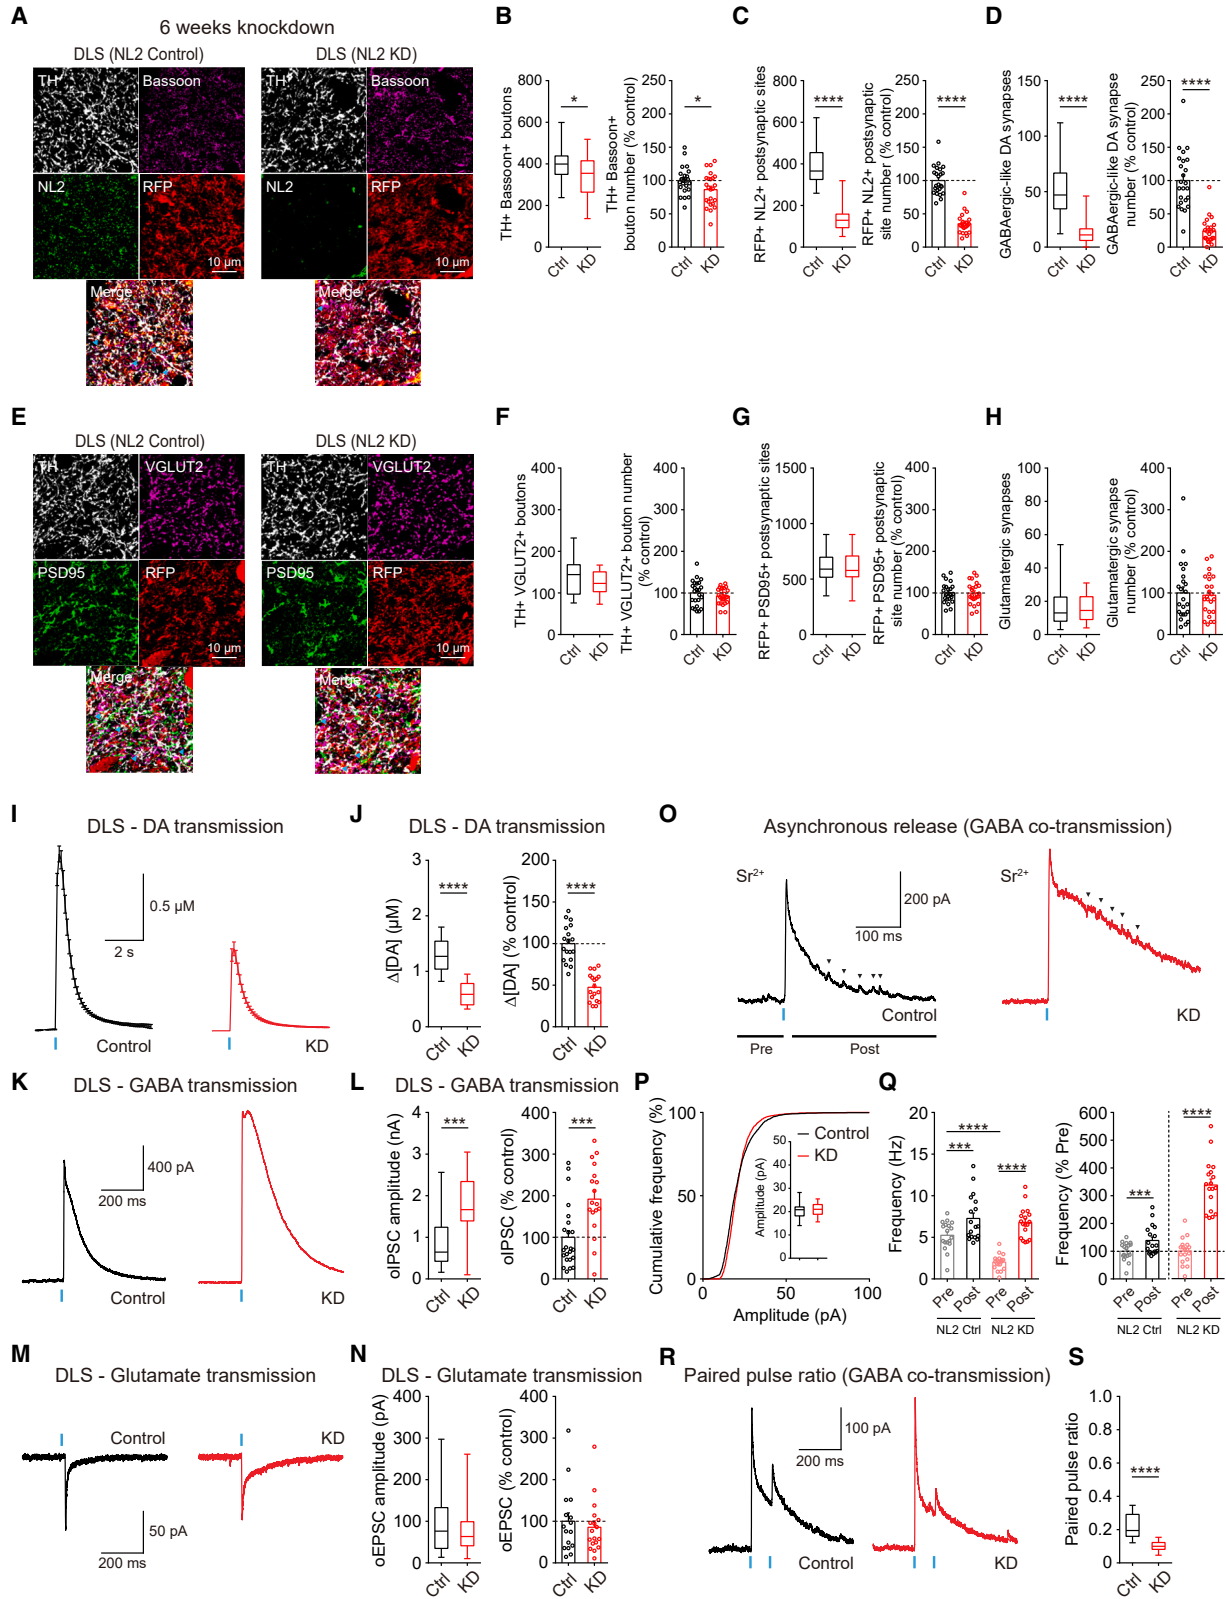 A
6 weeks knockdown
DLS (NL2 Control)
DLS (NL2 KD)
TH
Bassoon
NL2
RFP
10 µm
Merge
TH
Bassoon
NL2
RFP
10 µm
Merge
B
TH+ Bassoon+ boutons
800
600
400
200
0
*
Ctrl
KD
TH+ Bassoon+
bouton number (% control)
250
200
150
100
50
0
*
Ctrl
KD
C
RFP+ NL2+ postsynaptic sites
800
600
400
200
0
****
Ctrl
KD
RFP+ NL2+ postsynaptic
site number (% control)
250
200
150
100
50
0
****
Ctrl
KD
D
GABAergic-like DA synapses
150
100
50
0
****
Ctrl
KD
GABAergic-like DA synapse
number (% control)
250
200
150
100
50
0
****
Ctrl
KD
E
DLS (NL2 Control)
DLS (NL2 KD)
TH
VGLUT2
PSD95
RFP
10 µm
Merge
TH
VGLUT2
PSD95
RFP
10 µm
Merge
F
TH+ VGLUT2+ boutons
400
300
200
100
0
Ctrl
KD
TH+ VGLUT2+ bouton number
(% control)
400
300
200
100
0
Ctrl
KD
G
RFP+ PSD95+ postsynaptic sites
1500
1000
500
0
Ctrl
KD
RFP+ PSD95+ postsynaptic
site number (% control)
400
300
200
100
0
Ctrl
KD
H
Glutamatergic synapses
100
80
60
40
20
0
Ctrl
KD
Glutamatergic synapse
number (% control)
400
300
200
100
0
Ctrl
KD
I
DLS - DA transmission
0.5 µM
2 s
Control
KD
J
DLS - DA transmission
Δ[DA] (µM)
3
2
1
0
****
Ctrl
KD
Δ[DA] (% control)
200
150
100
50
0
****
Ctrl
KD
O
Asynchronous release (GABA co-transmission)
Sr2+
200 pA
100 ms
Control
Pre
Post
Sr2+
KD
K
DLS - GABA transmission
400 pA
200 ms
Control
KD
L
DLS - GABA transmission
oIPSC amplitude (nA)
4
3
2
1
0
***
Ctrl
KD
oIPSC (% control)
400
300
200
100
0
***
Ctrl
KD
P
Cumulative frequency (%)
100
50
0
0
50
100
Amplitude (pA)
Control
KD
Amplitude (pA)
50
40
30
20
10
0
Q
Frequency (Hz)
20
15
10
5
0
****
***
****
Pre
Post
Pre
Post
NL2 Ctrl
NL2 KD
Frequency (% Pre)
600
500
400
300
200
100
0
***
****
Pre
Post
Pre
Post
NL2 Ctrl
NL2 KD
M
DLS - Glutamate transmission
Control
KD
50 pA
200 ms
N
DLS - Glutamate transmission
oEPSC amplitude (pA)
400
300
200
100
0
Ctrl
KD
oEPSC (% control)
400
300
200
100
0
Ctrl
KD
R
Paired pulse ratio (GABA co-transmission)
100 pA
200 ms
Control
KD
S
Paired pulse ratio
1.0
0.8
0.6
0.4
0.2
0
****
Ctrl
KD